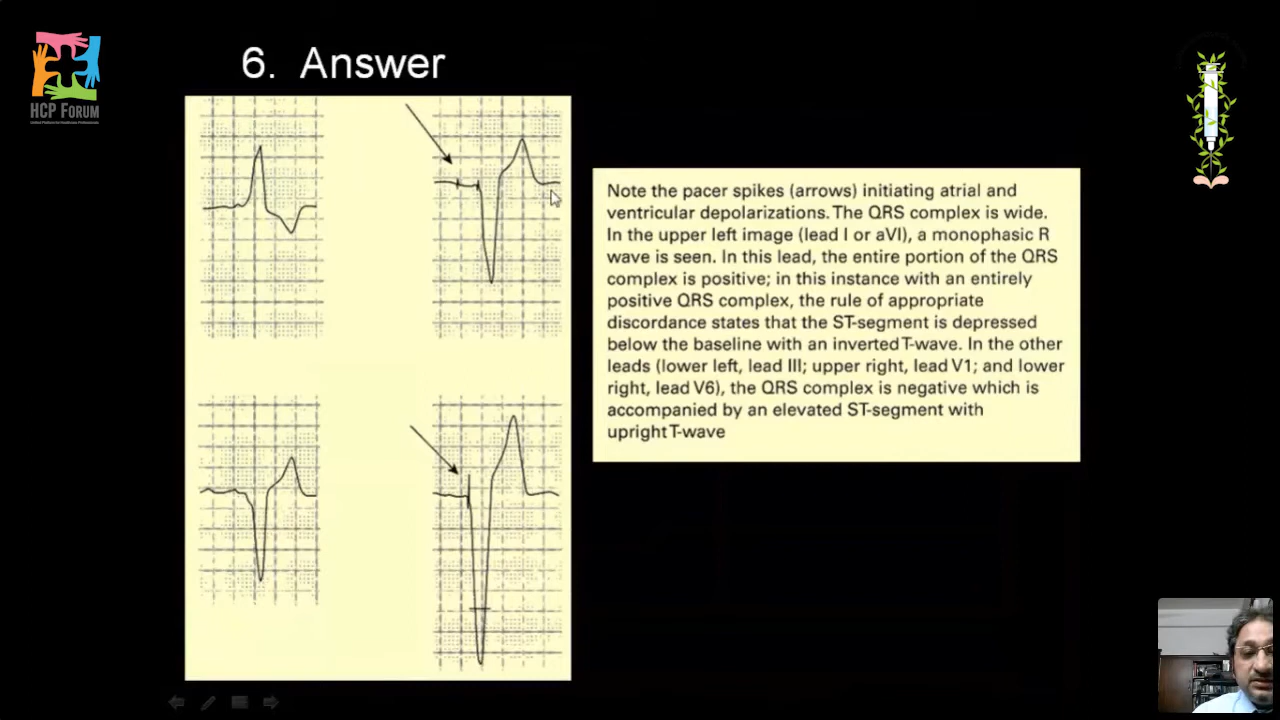 6. Answer
HCP FORUM
Note the pacer spikes (arrows) initiating atrial and
ventricular depolarizations. The QRS complex is wide.
In the upper left image (lead I or aVl), a monophasic R
wave is seen. In this lead, the entire portion of the QRS
complex is positive; in this instance with an entirely
positive QRS complex, the rule of appropriate
discordance states that the ST-segment is depressed
below the baseline with an inverted T-wave. In the other
leads (lower left, lead III; upper right, lead V1; and lower
right, lead V6), the QRS complex is negative which is
accompanied by an elevated ST-segment with
upright T-wave